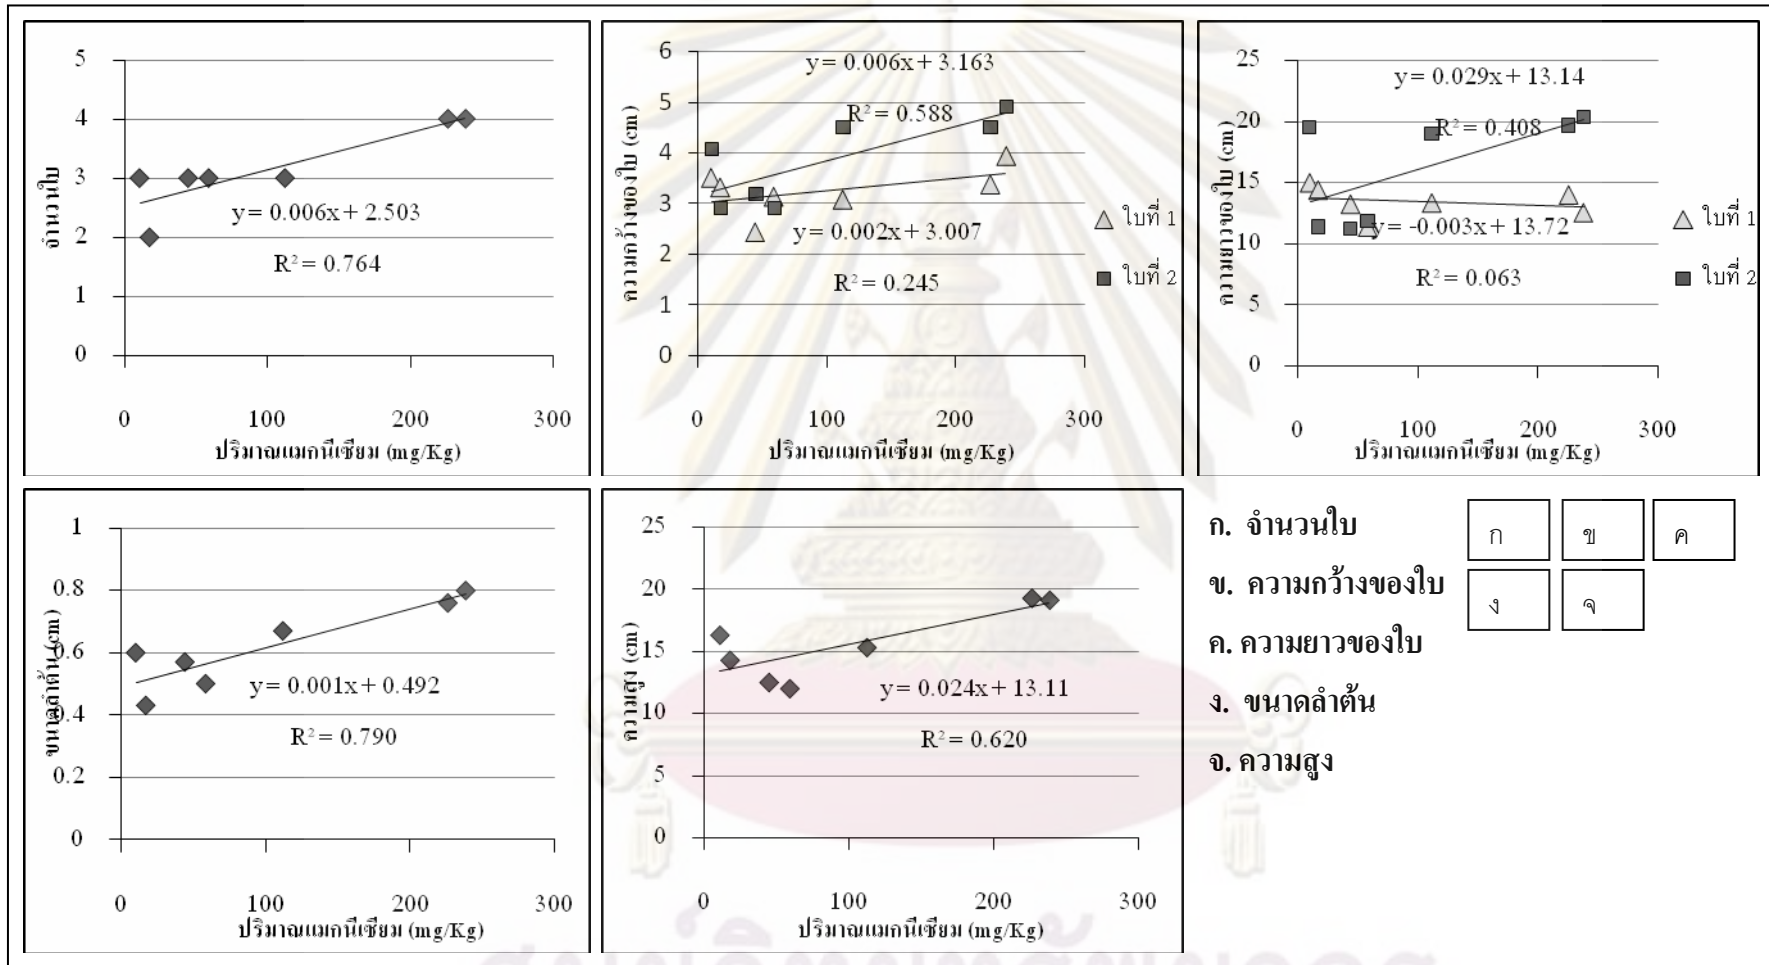 5
4
3
2
1
0
จำนวนใบ
y = 0.006x + 2.503
R² = 0.764
0 100 200 300
ปริมาณแมกนีเซียม (mg/Kg)
6
5
4
3
2
1
0
ความกว้างของใบ (cm)
y = 0.006x + 3.163
R² = 0.588
y = 0.002x + 3.007
R² = 0.245
ใบที่ 1
ใบที่ 2
0 100 200 300
ปริมาณแมกนีเซียม (mg/Kg)
25
20
15
10
5
0
ความยาวของใบ (cm)
y = 0.029x + 13.14
R² = 0.408
y = -0.003x + 13.72
R² = 0.063
ใบที่ 1
ใบที่ 2
0 100 200 300
ปริมาณแมกนีเซียม (mg/Kg)
1
0.8
0.6
0.4
0.2
0
ขนาดลำต้น (cm)
y = 0.001x + 0.492
R² = 0.790
0 100 200 300
ปริมาณแมกนีเซียม (mg/Kg)
25
20
15
10
5
0
ความสูง (cm)
y = 0.024x + 13.11
R² = 0.620
0 100 200 300
ปริมาณแมกนีเซียม (mg/Kg)
ก. จำนวนใบ
ข. ความกว้างของใบ
ค. ความยาวของใบ
ง. ขนาดลำต้น
จ. ความสูง
ก ข ค
ง จ